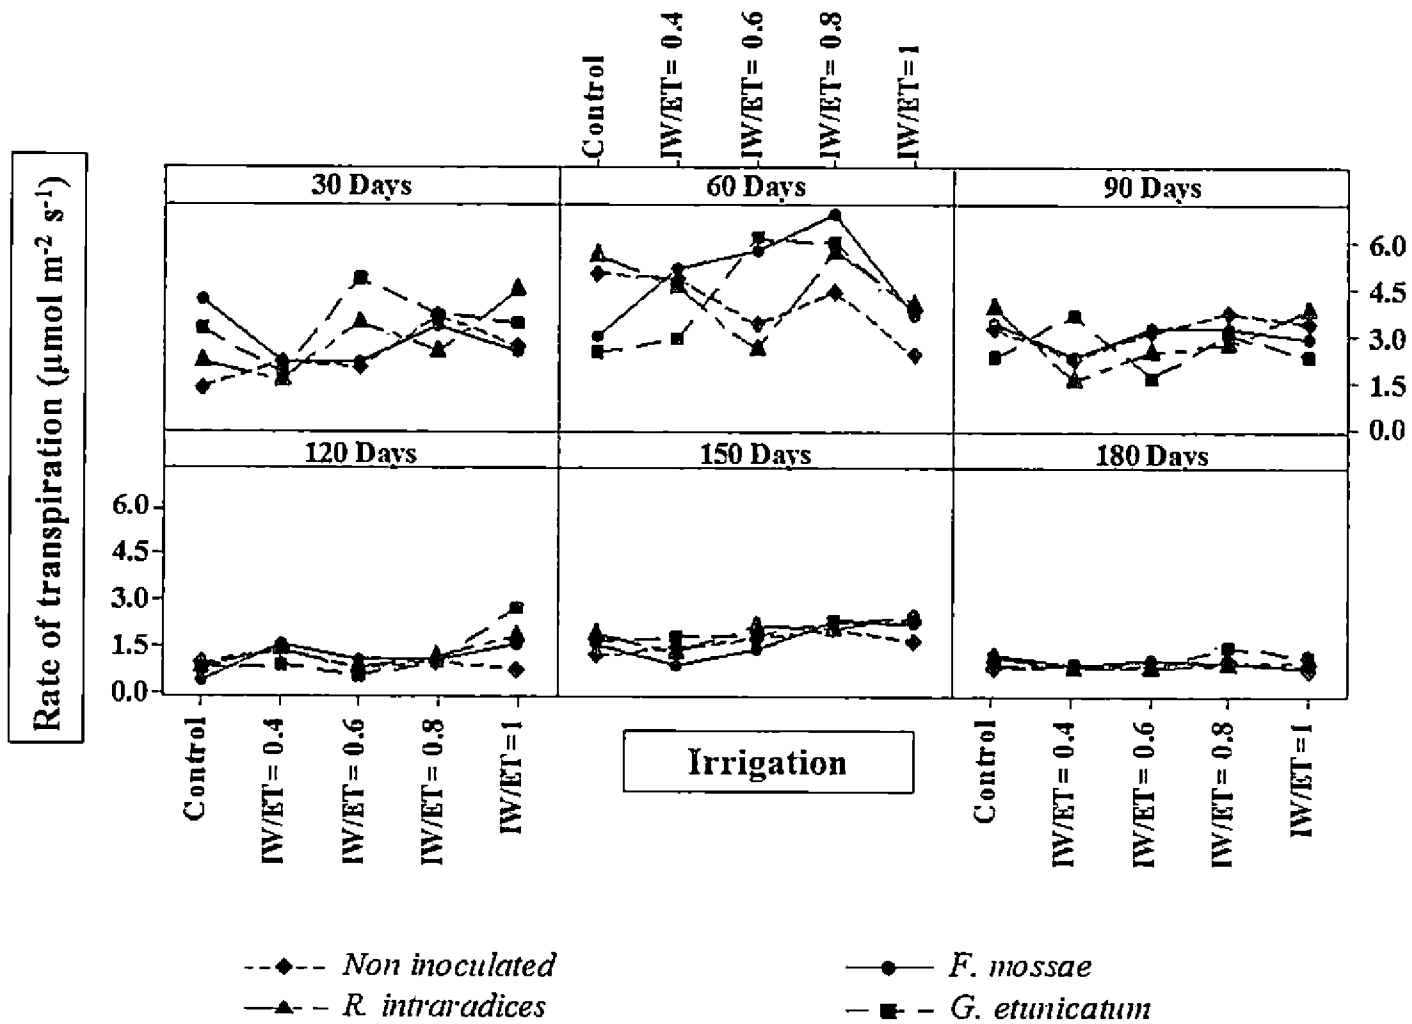 Control
IW/ET= 0.4
IW/ET= 0.6
IW/ET= 0.8
IW/ET= 1
30 Days
60 Days
90 Days
Rate of transpiration (µmol m-2 s-1)
6.0
4.5
3.0
1.5
0.0
120 Days
150 Days
180 Days
6.0
4.5
3.0
1.5
0.0
Control
IW/ET= 0.4
IW/ET= 0.6
IW/ET= 0.8
IW/ET= 1
Irrigation
Control
IW/ET= 0.4
IW/ET= 0.6
IW/ET= 0.8
IW/ET= 1
Non inoculated
F. mossae
R. intraradices
G. etunicatum